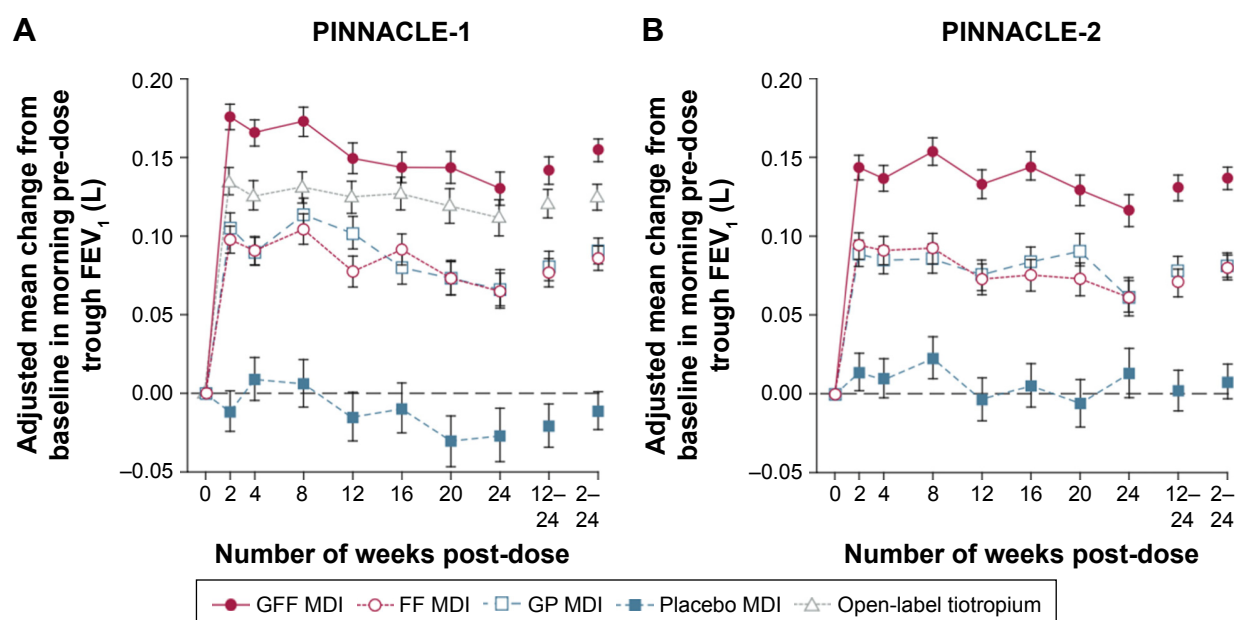 A
PINNACLE-1
Adjusted mean change from
baseline in morning pre-dose
trough FEV1 (L)
0.20
0.15
0.10
0.05
0.00
–0.05
0 2 4 8 12 16 20 24 12– 2–
24 24
Number of weeks post-dose
B
PINNACLE-2
Adjusted mean change from
baseline in morning pre-dose
trough FEV1 (L)
0.20
0.15
0.10
0.05
0.00
–0.05
0 2 4 8 12 16 20 24 12– 2–
24 24
Number of weeks post-dose
GFF MDI FF MDI GP MDI Placebo MDI Open-label tiotropium